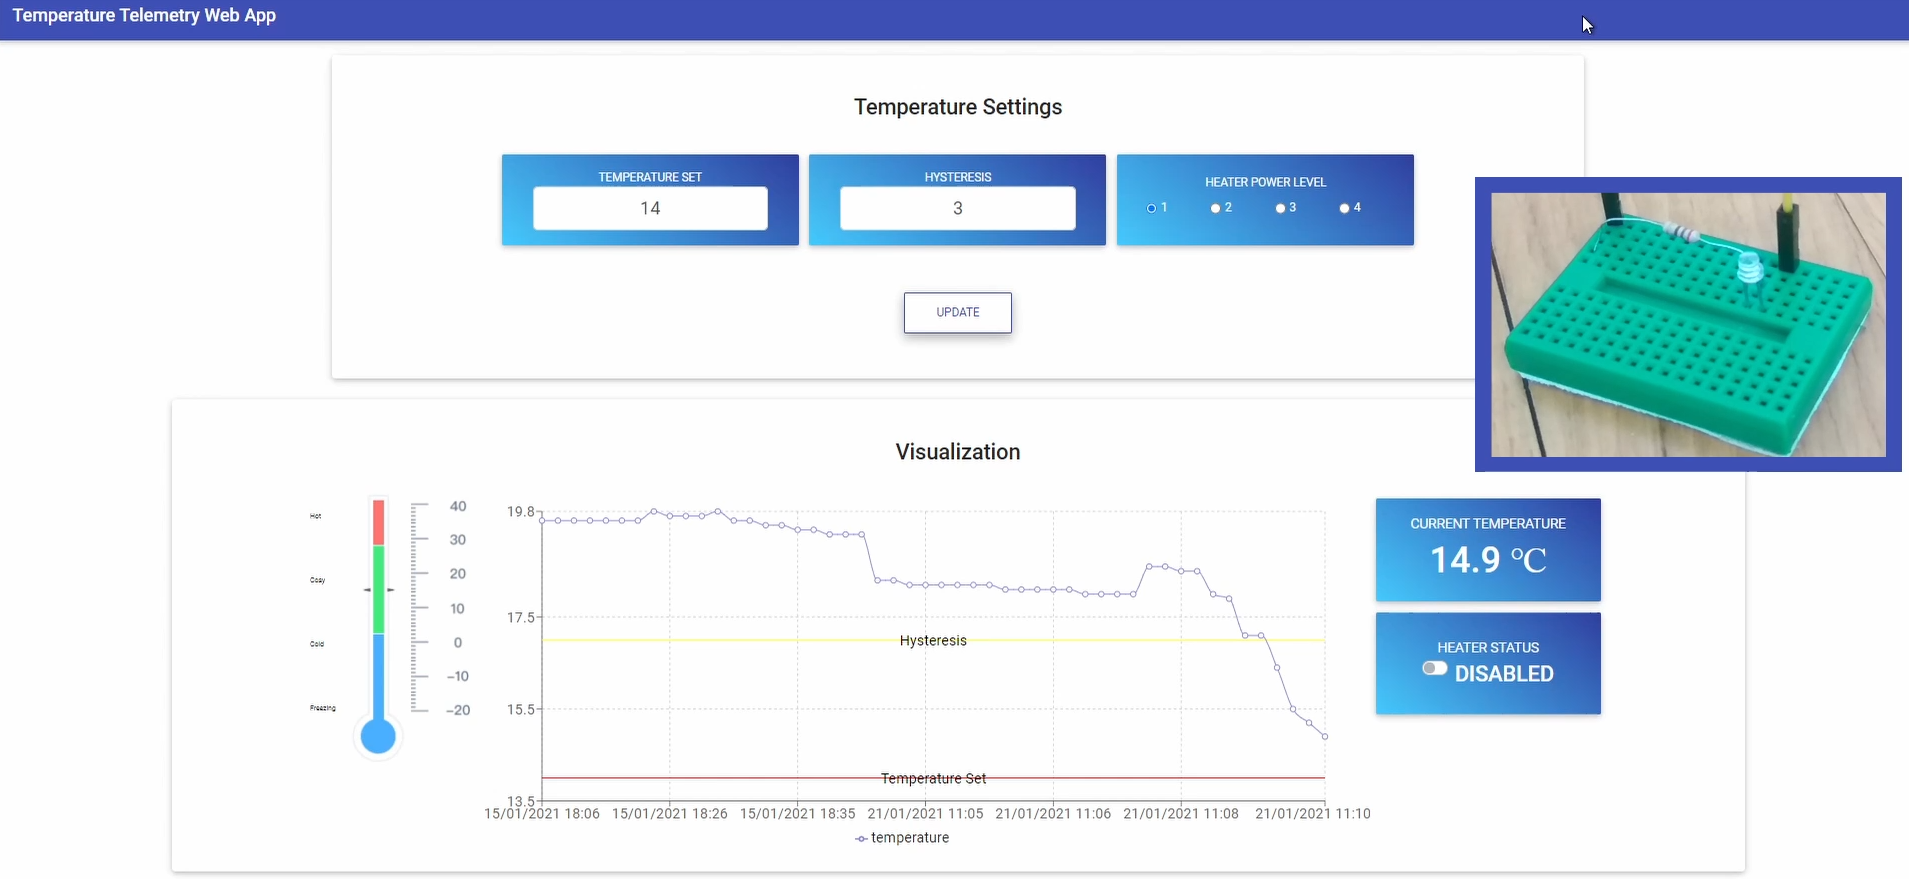 Temperature Telemetry Web App
Temperature Settings
TEMPERATURE SET
14
HYSTERESIS
3
HEATER POWER LEVEL
1 2 3 4
UPDATE
Visualization
Hot
Cosy
Cold
Freezing
40
30
20
10
0
-10
-20
19.8
17.5
15.5
13.5
Hysteresis
Temperature Set
15/01/2021 18:06 15/01/2021 18:26 15/01/2021 18:35 21/01/2021 11:05 21/01/2021 11:06 21/01/2021 11:08 21/01/2021 11:10
temperature
CURRENT TEMPERATURE
14.9 °C
HEATER STATUS
DISABLED